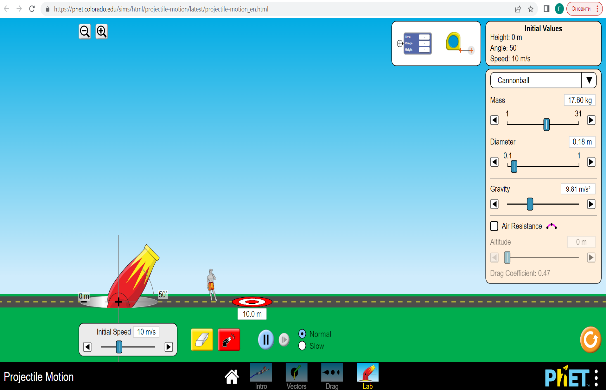 https://phet.colorado.edu/sims/html/projectile-motion/latest/projectile-motion_en.html
Initial Values
Height: 0 m
Angle: 50
Speed: 10 m/s
Cannonball
Mass
17.60 kg
1
31
Diameter
0.18 m
0.1
1
Gravity
9.81 m/s²
Air Resistance
Altitude
0 m
Drag Coefficient: 0.47
0 m
50°
10.0 m
Initial Speed 10 m/s
Normal
Slow
Projectile Motion
Intro
Vectors
Drag
Lab
PhET